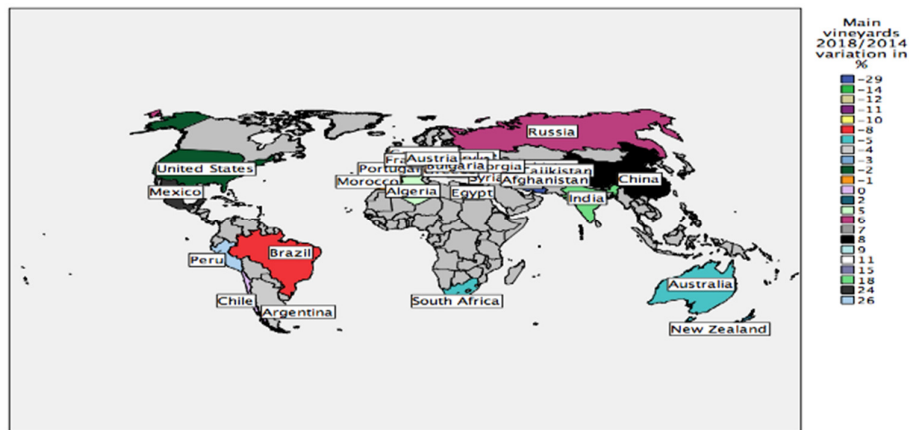 Main
vineyards
2018/2014
variation in
%
-29
-14
-12
-11
-10
-8
-5
-4
-3
-2
-1
0
2
5
6
7
8
9
11
15
18
24
26
Russia
Austria
United States
Portugal
Tajikistan
China
Mexico
Morocco
Algeria
Egypt
Afghanistan
India
Peru
Brazil
Chile
Argentina
South Africa
Australia
New Zealand